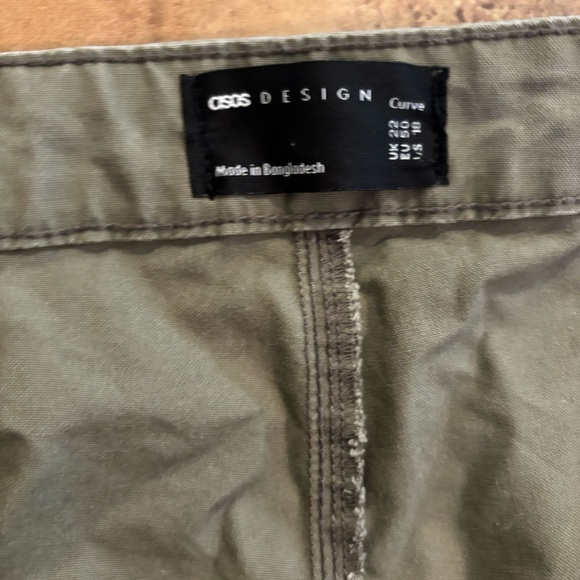 asos DESIGN
Curve
UK 22
EU 50
US 18
Made in Bangladesh